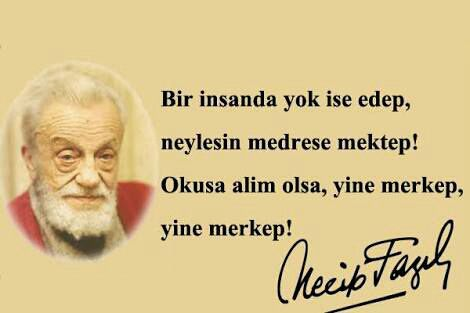 Bir insanda yok ise edep,
neylesin medrese mektep!
Okusa alim olsa, yine merkep,
yine merkep!
Necip Fazıl